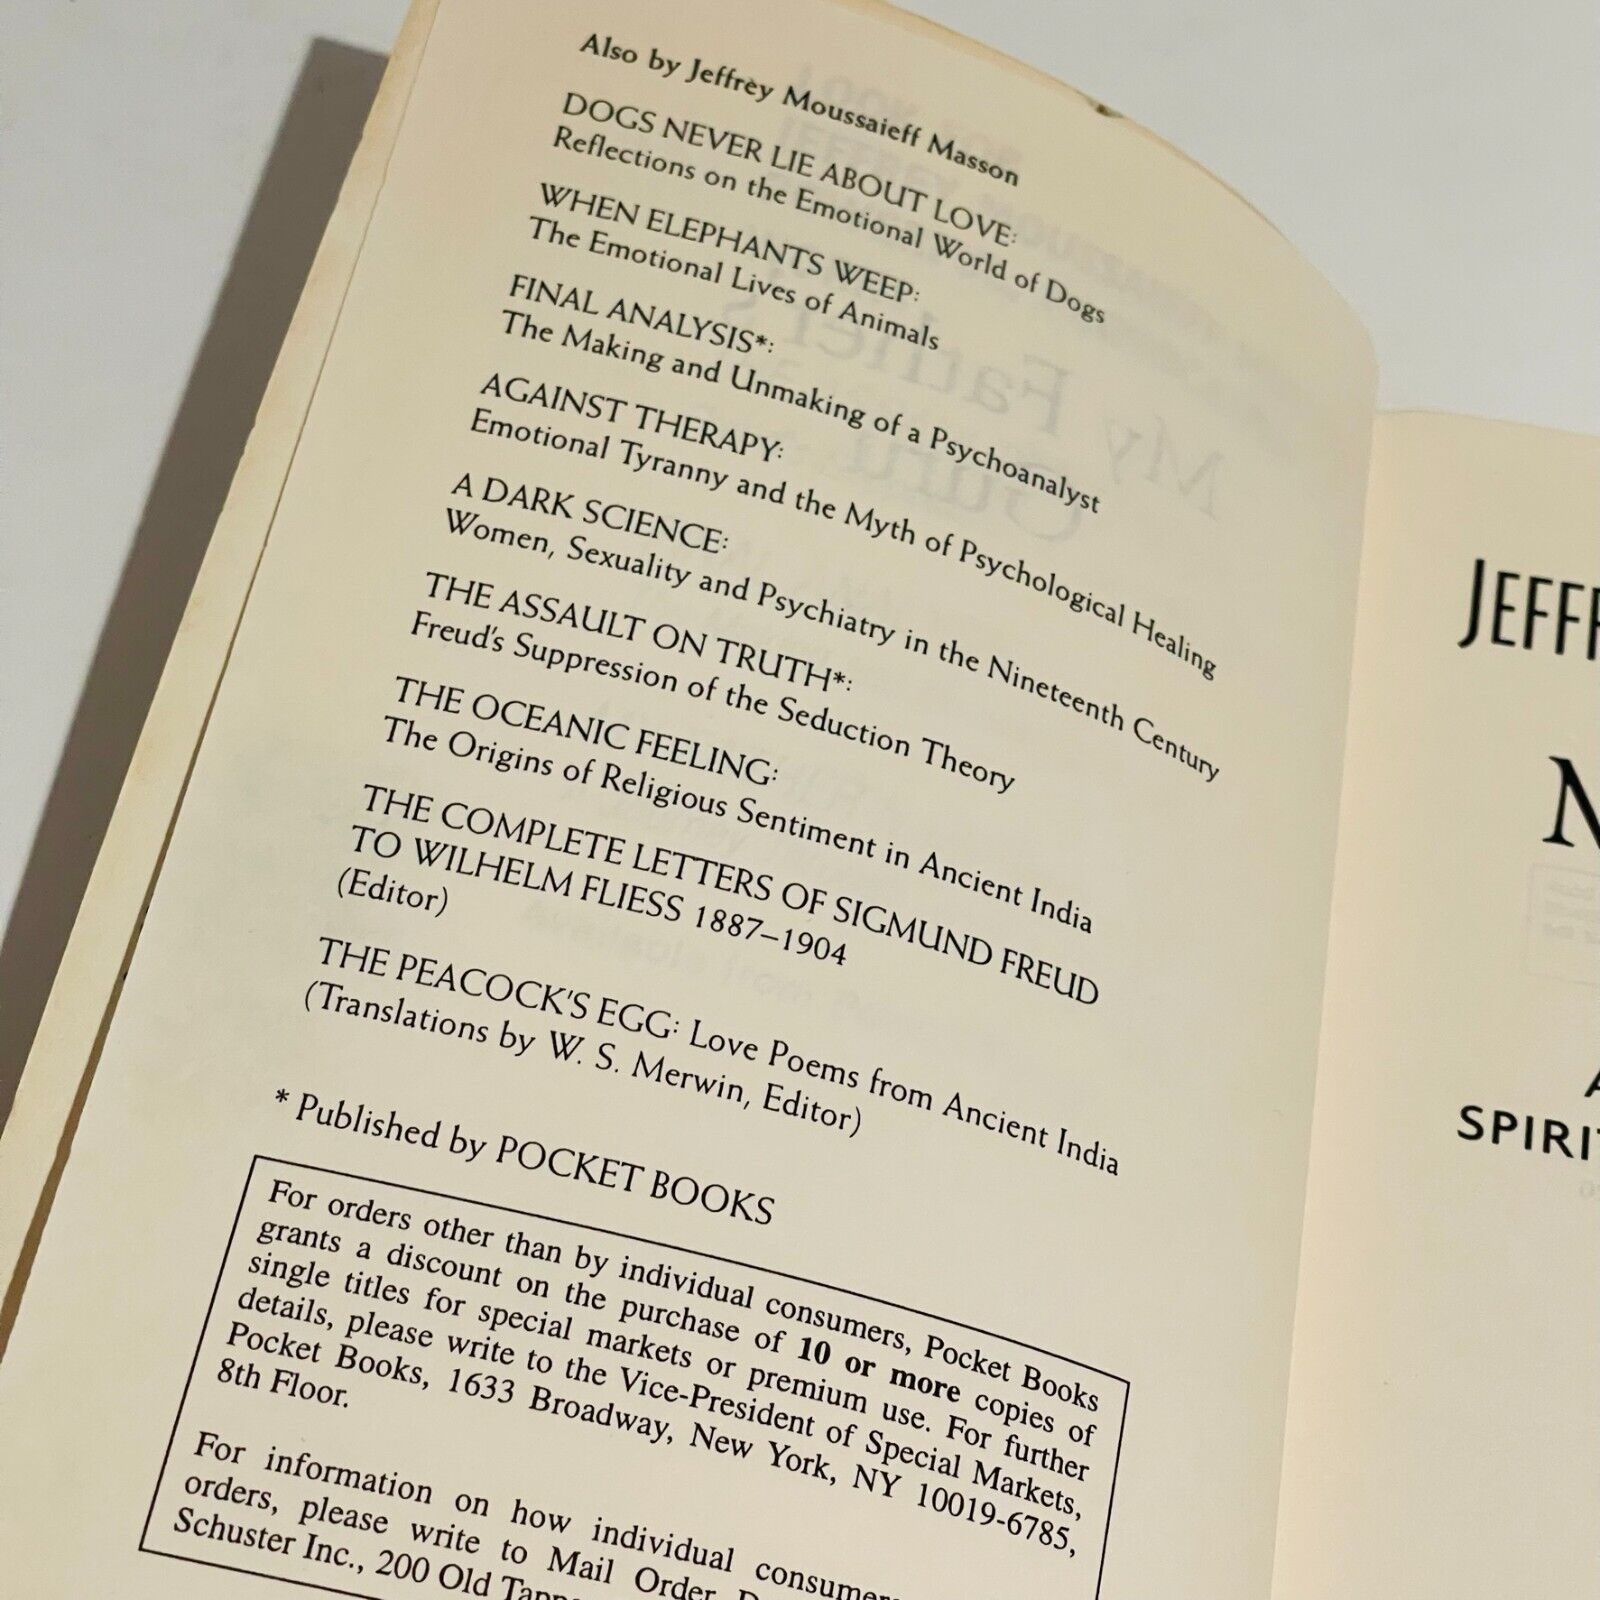 Also by Jeffrey Moussaieff Masson
DOGS NEVER LIE ABOUT LOVE:
Reflections on the Emotional World of Dogs
WHEN ELEPHANTS WEEP:
The Emotional Lives of Animals
FINAL ANALYSIS*:
The Making and Unmaking of a Psychoanalyst
AGAINST THERAPY:
Emotional Tyranny and the Myth of Psychological Healing
A DARK SCIENCE:
Women, Sexuality and Psychiatry in the Nineteenth Century
THE ASSAULT ON TRUTH*:
Freud's Suppression of the Seduction Theory
THE OCEANIC FEELING:
The Origins of Religious Sentiment in Ancient India
THE COMPLETE LETTERS OF SIGMUND FREUD
TO WILHELM FLIESS 1887–1904
(Editor)
THE PEACOCK'S EGG: Love Poems from Ancient India
(Translations by W. S. Merwin, Editor)
* Published by POCKET BOOKS
For orders other than by individual consumers, Pocket Books
grants a discount on the purchase of 10 or more copies of
single titles for special markets or premium use. For further
details, please write to the Vice-President of Special Markets,
Pocket Books, 1633 Broadway, New York, NY 10019-6785,
8th Floor.
For information on how individual consumers
orders, please write to Mail Order
Schuster Inc., 200 Old
JEFF
SPIRIT
My Father's
Guru